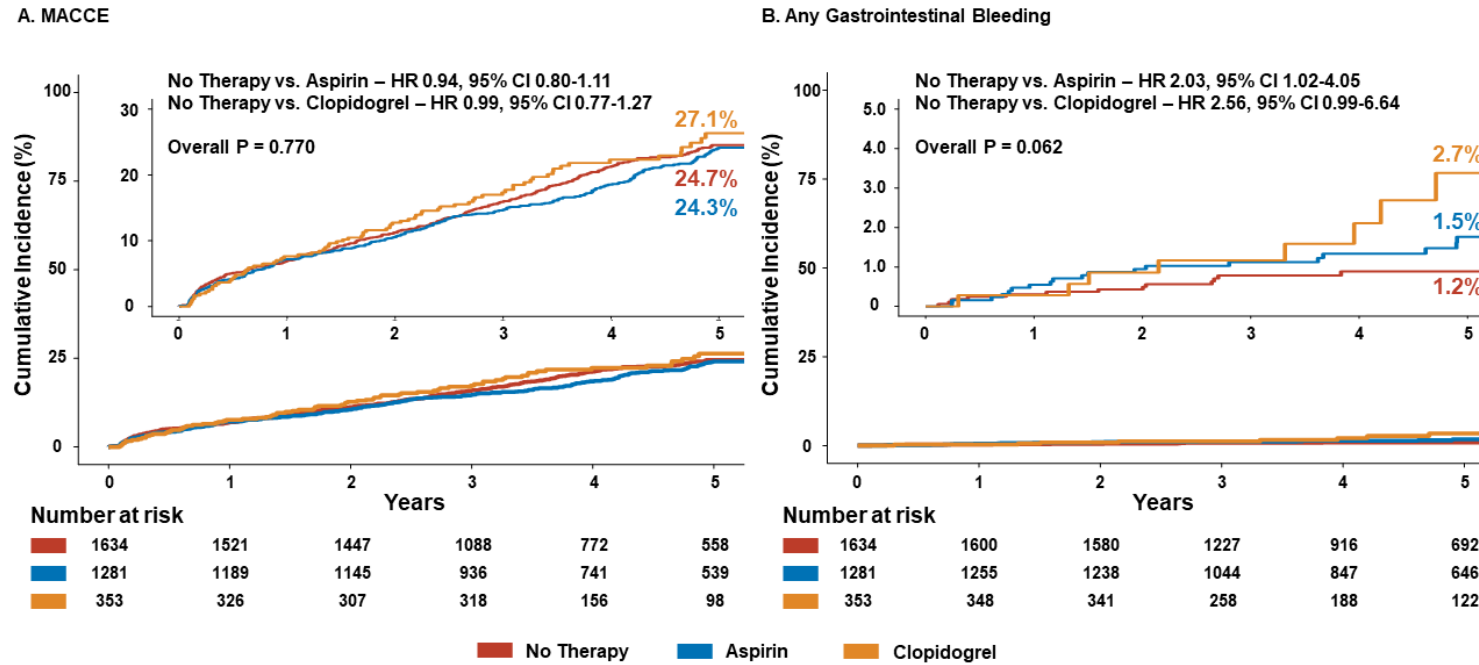 A. MACCE
B. Any Gastrointestinal Bleeding
Cumulative Incidence (%)
100
75
50
25
0
No Therapy vs. Aspirin – HR 0.94, 95% CI 0.80-1.11
No Therapy vs. Clopidogrel – HR 0.99, 95% CI 0.77-1.27
Overall P = 0.770
30
20
10
0
27.1%
24.7%
24.3%
0 1 2 3 4 5
0 1 2 3 4 5
Years
Number at risk
1634 1521 1447 1088 772 558
1281 1189 1145 936 741 539
353 326 307 318 156 98
Cumulative Incidence (%)
100
75
50
25
0
No Therapy vs. Aspirin – HR 2.03, 95% CI 1.02-4.05
No Therapy vs. Clopidogrel – HR 2.56, 95% CI 0.99-6.64
Overall P = 0.062
5.0
4.0
3.0
2.0
1.0
0
2.7%
1.5%
1.2%
0 1 2 3 4 5
0 1 2 3 4 5
Years
Number at risk
1634 1600 1580 1227 916 692
1281 1255 1238 1044 847 646
353 348 341 258 188 122
No Therapy Aspirin Clopidogrel